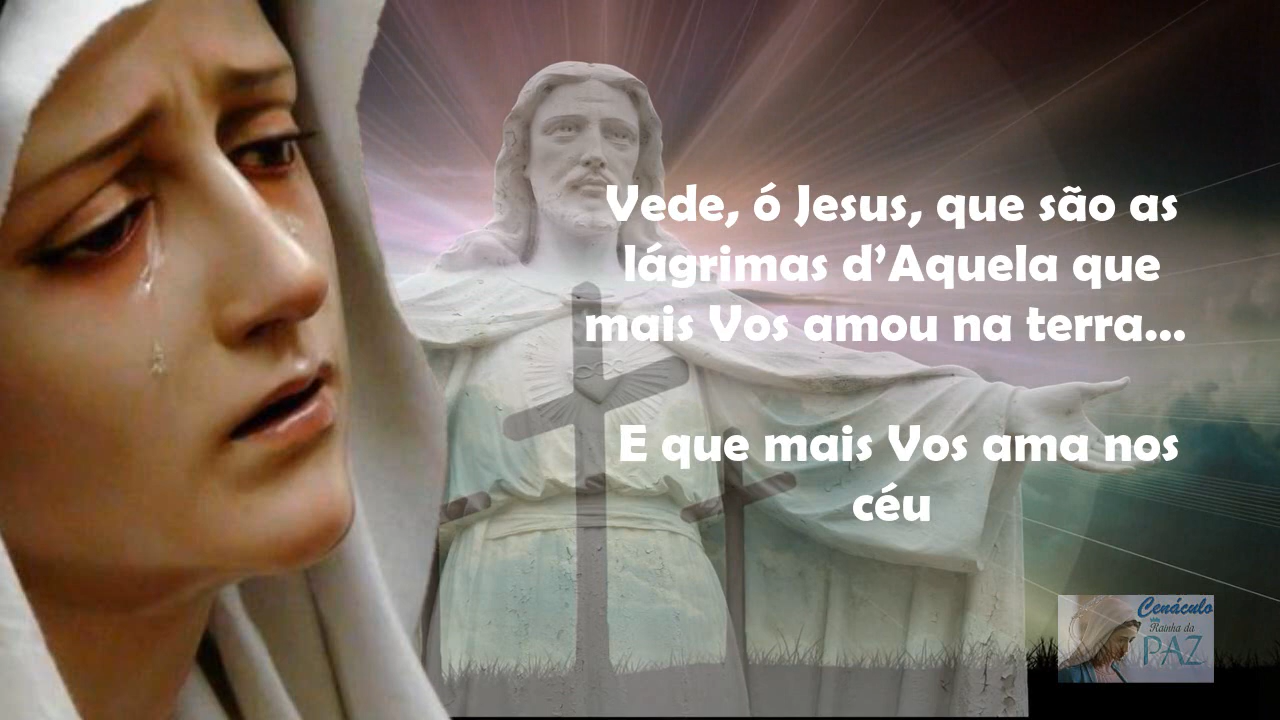 Vede, ó Jesus, que são as
lágrimas d’Aquela que
mais Vos amou na terra...
E que mais Vos ama nos
céu
Cenáculo
Rainha da
PAZ